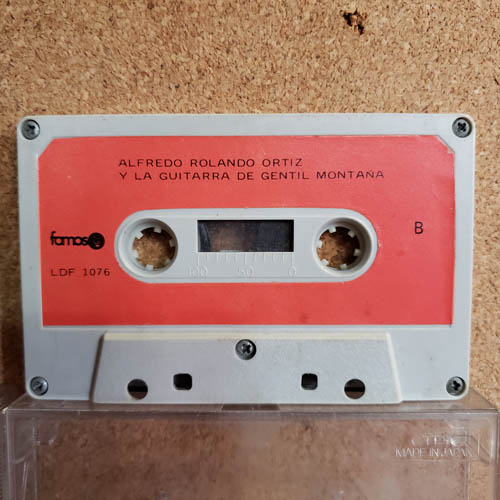 ALFREDO ROLANDO ORTIZ
Y LA GUITARRA DE GENTIL MONTAÑA
famoso
B
LDF 1076
100 50 0
MADE IN JAPAN